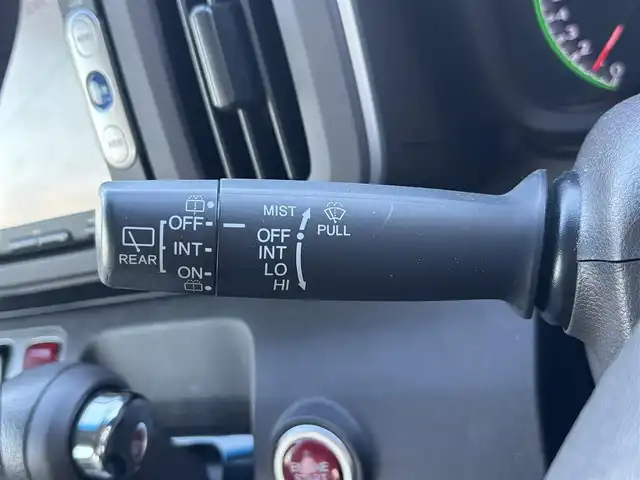 REAR
OFF
INT
ON
MIST
OFF
INT
LO
HI
PULL